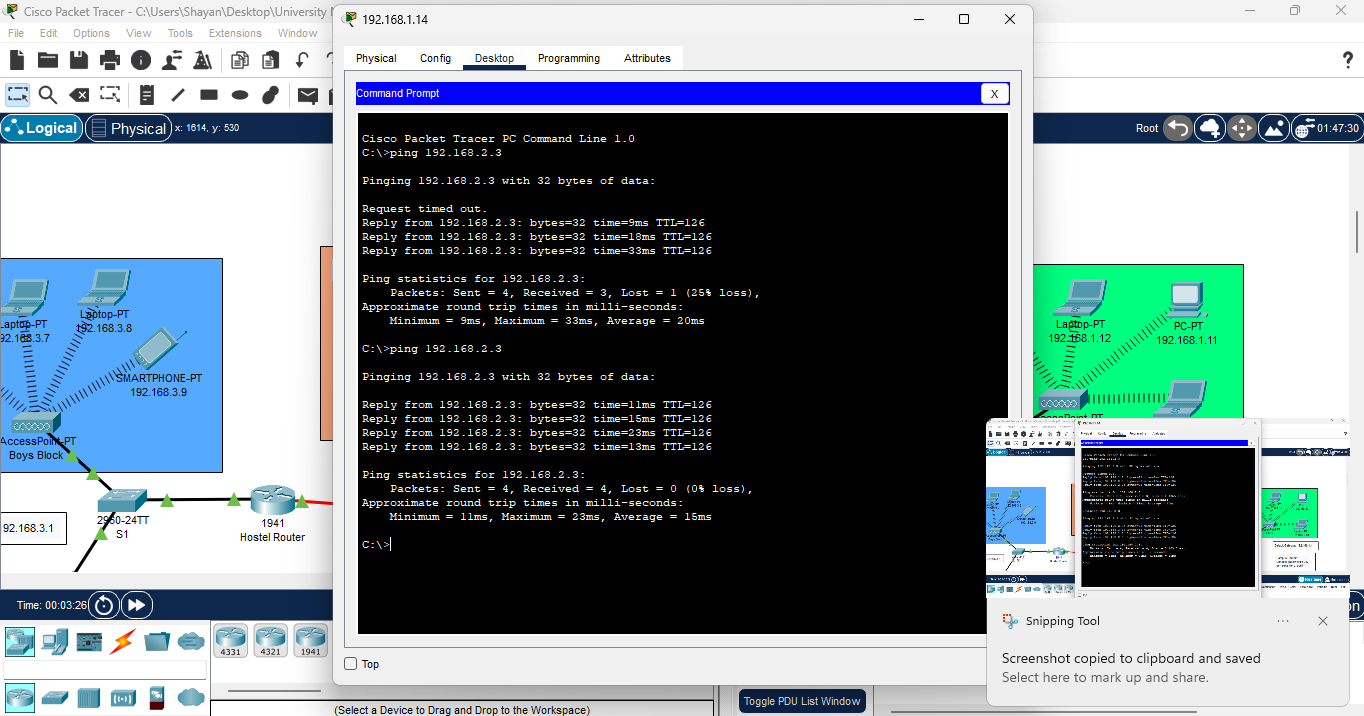 Cisco Packet Tracer - C:\Users\Shayan\Desktop\University
File Edit Options View Tools Extensions Window
Logical
Physical
x: 1614, y: 530
Root
01:47:30
192.168.1.14
Physical Config Desktop Programming Attributes
Command Prompt
X
Cisco Packet Tracer PC Command Line 1.0
C:\>ping 192.168.2.3
Pinging 192.168.2.3 with 32 bytes of data:
Request timed out.
Reply from 192.168.2.3: bytes=32 time=9ms TTL=126
Reply from 192.168.2.3: bytes=32 time=18ms TTL=126
Reply from 192.168.2.3: bytes=32 time=33ms TTL=126
Ping statistics for 192.168.2.3:
Packets: Sent = 4, Received = 3, Lost = 1 (25% loss),
Approximate round trip times in milli-seconds:
Minimum = 9ms, Maximum = 33ms, Average = 20ms
C:\>ping 192.168.2.3
Pinging 192.168.2.3 with 32 bytes of data:
Reply from 192.168.2.3: bytes=32 time=11ms TTL=126
Reply from 192.168.2.3: bytes=32 time=15ms TTL=126
Reply from 192.168.2.3: bytes=32 time=23ms TTL=126
Reply from 192.168.2.3: bytes=32 time=13ms TTL=126
Ping statistics for 192.168.2.3:
Packets: Sent = 4, Received = 4, Lost = 0 (0% loss),
Approximate round trip times in milli-seconds:
Minimum = 11ms, Maximum = 23ms, Average = 15ms
C:\>
Top
Laptop-PT
192.168.3.8
aptop-PT
92.168.3.7
SMARTPHONE-PT
192.168.3.9
AccessPoint-PT
Boys Block
2950-24TT
S1
1941
Hostel Router
92.168.3.1
Laptop-PT
192.168.1.12
PC-PT
192.168.1.11
Time: 00:03:26
4331
4321
1941
(Select a Device to Drag and Drop to the Workspace)
Toggle PDU List Window
Snipping Tool
Screenshot copied to clipboard and saved
Select here to mark up and share.